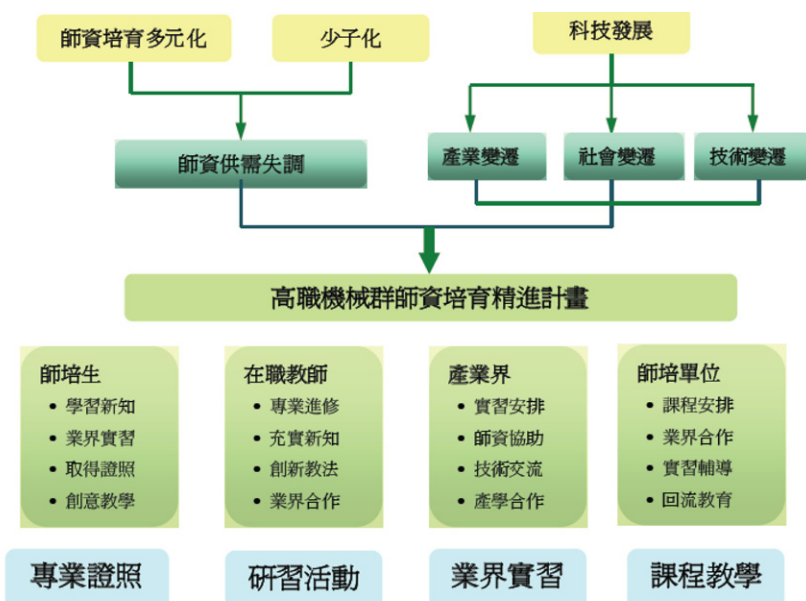 師資培育多元化
少子化
科技發展
師資供需失調
產業變遷
社會變遷
技術變遷
高職機械群師資培育精進計畫
師培生
• 學習新知
• 業界實習
• 取得證照
• 創意教學
在職教師
• 專業進修
• 充實新知
• 創新教法
• 業界合作
產業界
• 實習安排
• 師資協助
• 技術交流
• 產學合作
師培單位
• 課程安排
• 業界合作
• 實習輔導
• 回流教育
專業證照
研習活動
業界實習
課程教學